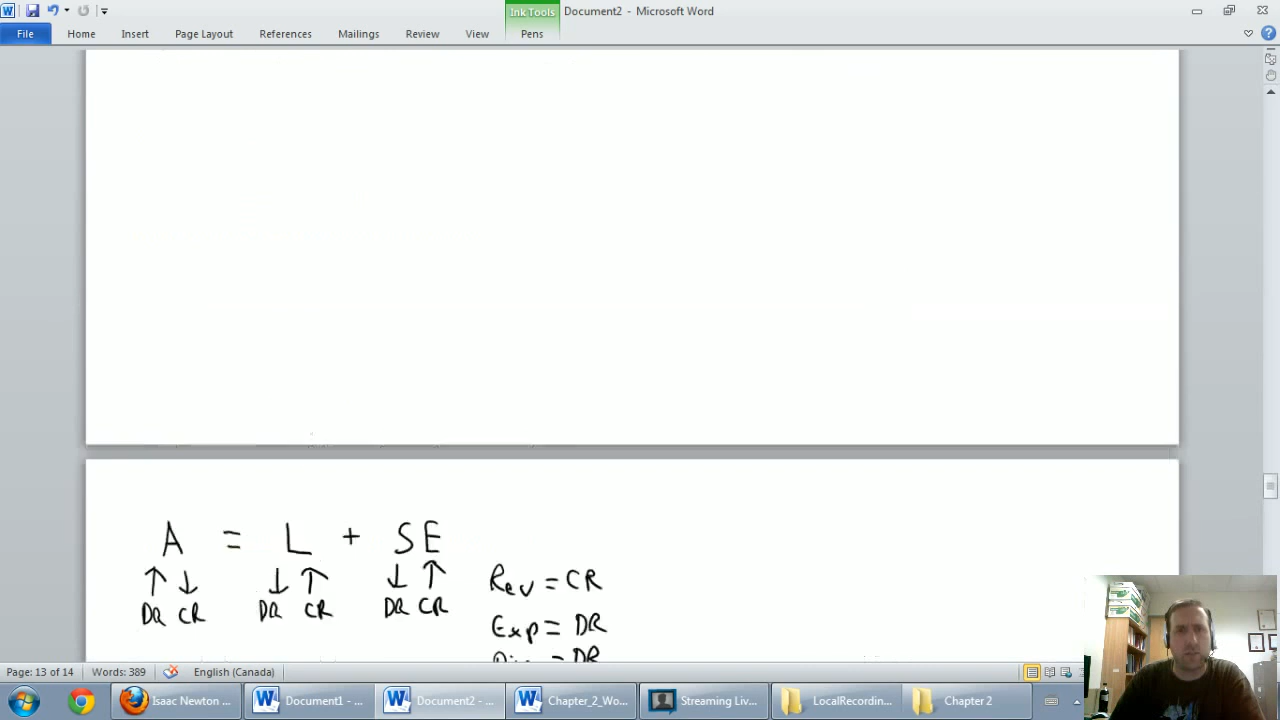 Ink Tools
Document2 - Microsoft Word
File Home Insert Page Layout References Mailings Review View Pens
A = L + SE
DR CR DR CR DR CR
Rev = CR
Exp = DR
= DR
Page: 13 of 14 Words: 389 English (Canada)
Isaac Newton ... Document1 - ... Document2 - ... Chapter_2_Wo... Streaming Liv... LocalRecordin... Chapter 2